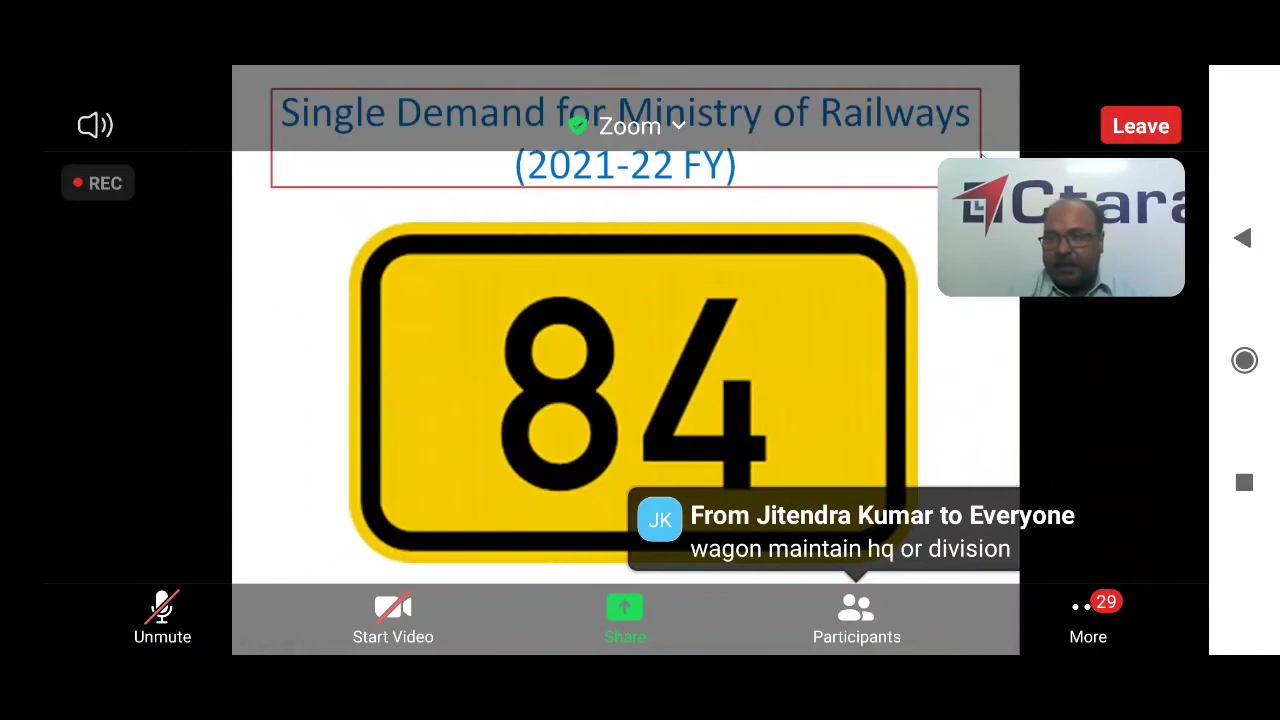 Single Demand for Ministry of Railways
(2021-22 FY)
Zoom
Leave
REC
Ctara
84
JK
From Jitendra Kumar to Everyone
wagon maintain hq or division
Unmute
Start Video
Share
Participants
29
More